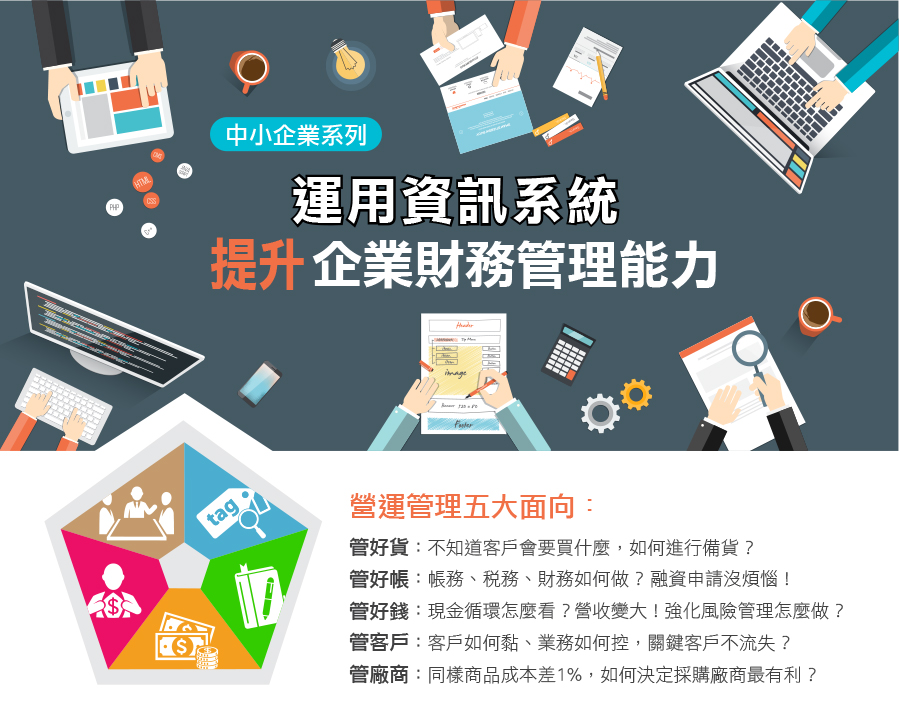 中小企業系列
運用資訊系統
提升企業財務管理能力
HTML
CSS
PHP
Header
image
Footer
tag
營運管理五大面向：
管好貨：不知道客戶會要買什麼，如何進行備貨？
管好帳：帳務、稅務、財務如何做？融資申請沒煩惱！
管好錢：現金循環怎麼看？營收變大！強化風險管理怎麼做？
管客戶：客戶如何黏、業務如何控，關鍵客戶不流失？
管廠商：同樣商品成本差1%，如何決定採購廠商最有利？